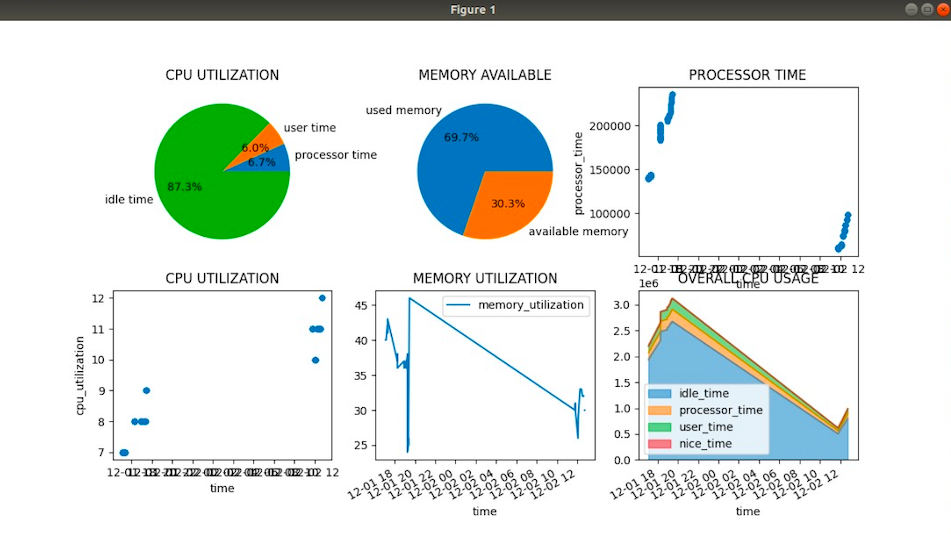 Figure 1
CPU UTILIZATION
user time
6.0%
processor time
6.7%
87.3%
idle time
MEMORY AVAILABLE
used memory
69.7%
30.3%
available memory
PROCESSOR TIME
processor_time
200000
150000
100000
time
CPU UTILIZATION
cpu_utilization
12
11
10
9
8
7
time
MEMORY UTILIZATION
memory_utilization
45
40
35
30
25
12-01 18
12-01 20
12-01 22
12-02 00
12-02 02
12-02 04
12-02 06
12-02 08
12-02 10
12-02 12
time
OVERALL CPU USAGE
1e6
3.0
2.5
2.0
1.5
1.0
0.5
0.0
idle_time
processor_time
user_time
nice_time
12-01 18
12-01 20
12-01 22
12-02 00
12-02 02
12-02 04
12-02 06
12-02 08
12-02 10
12-02 12
time